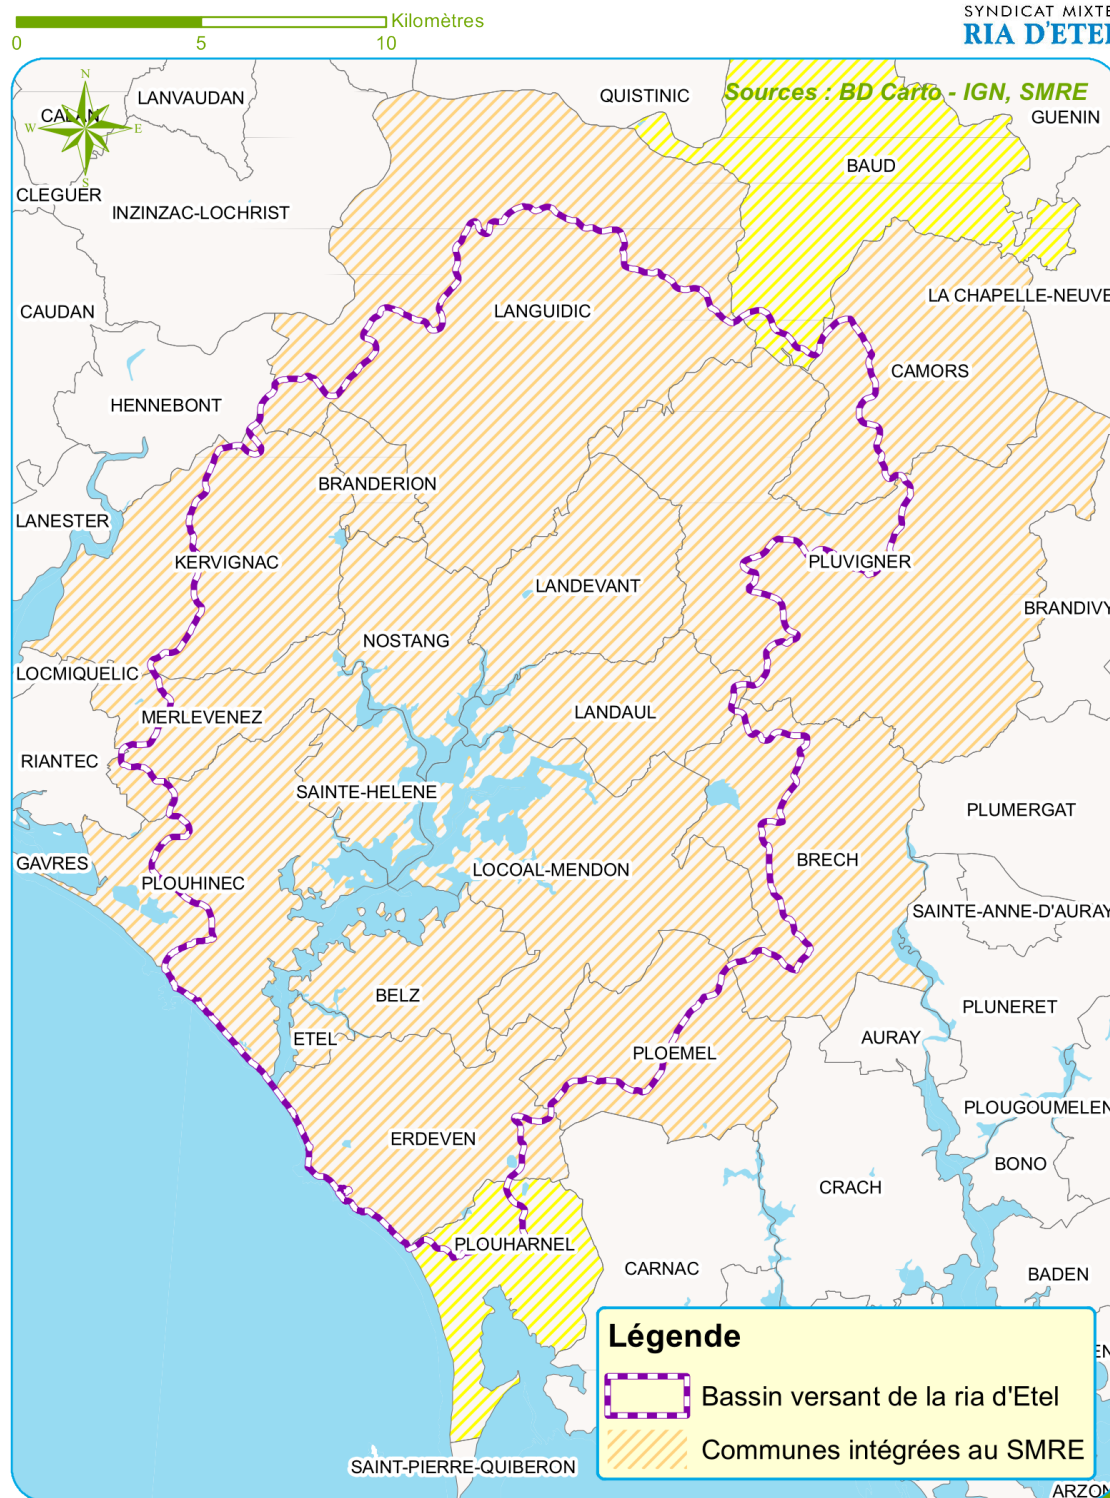 Kilomètres
0 5 10
SYNDICAT MIXTE
RIA D'ETEL
N
W E
S
Sources : BD Carto - IGN, SMRE
LANVAUDAN
QUISTINIC
CALAN
GUENIN
BAUD
CLEGUER
INZINZAC-LOCHRIST
LA CHAPELLE-NEUVE
CAUDAN
LANGUIDIC
CAMORS
HENNEBONT
BRANDERION
LANESTER
KERVIGNAC
PLUVIGNER
LANDEVANT
BRANDIVY
NOSTANG
LOCMIQUELIC
MERLEVENEZ
LANDAUL
RIANTEC
SAINTE-HELENE
PLUMERGAT
GAVRES
BRECH
LOCOAL-MENDON
PLOUHINEC
SAINTE-ANNE-D'AURAY
BELZ
PLUNERET
ETEL
AURAY
PLOEMEL
PLOUGOUMELEN
ERDEVEN
BONO
CRACH
PLOUHARNEL
CARNAC
BADEN
Légende
EN
Bassin versant de la ria d'Etel
Communes intégrées au SMRE
SAINT-PIERRE-QUIBERON
ARZON